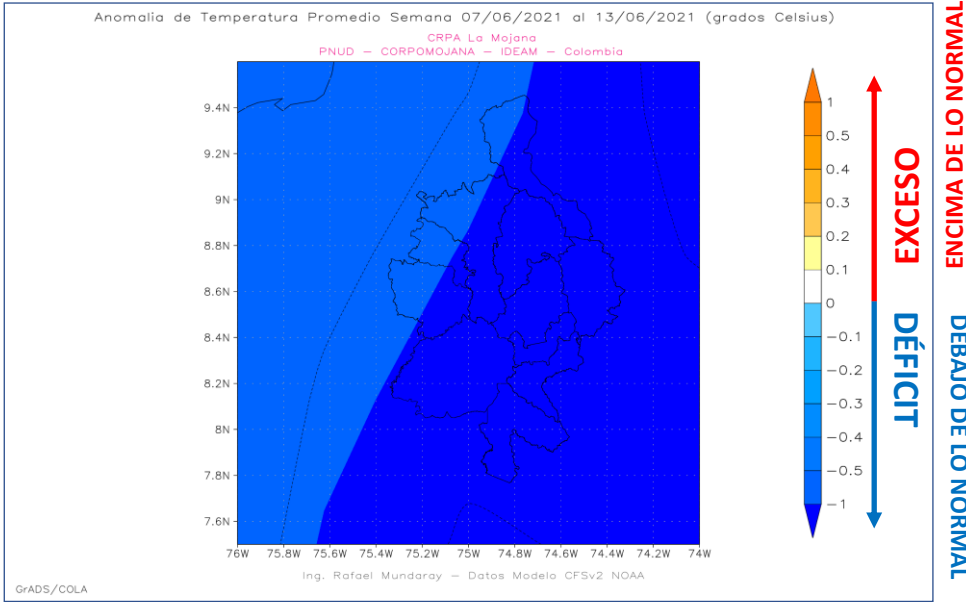 Anomalia de Temperatura Promedio Semana 07/06/2021 al 13/06/2021 (grados Celsius)
CRPA La Mojana
PNUD – CORPOMOJANA – IDEAM – Colombia
9.4N
9.2N
9N
8.8N
8.6N
8.4N
8.2N
8N
7.8N
7.6N
76W 75.8W 75.6W 75.4W 75.2W 75W 74.8W 74.6W 74.4W 74.2W 74W
1
0.5
0.4
0.3
0.2
0.1
0
−0.1
−0.2
−0.3
−0.4
−0.5
−1
EXCESO
DÉFICIT
ENCIMA DE LO NORMAL
DEBAJO DE LO NORMAL
Ing. Rafael Mundaray – Datos Modelo CFSv2 NOAA
GrADS/COLA